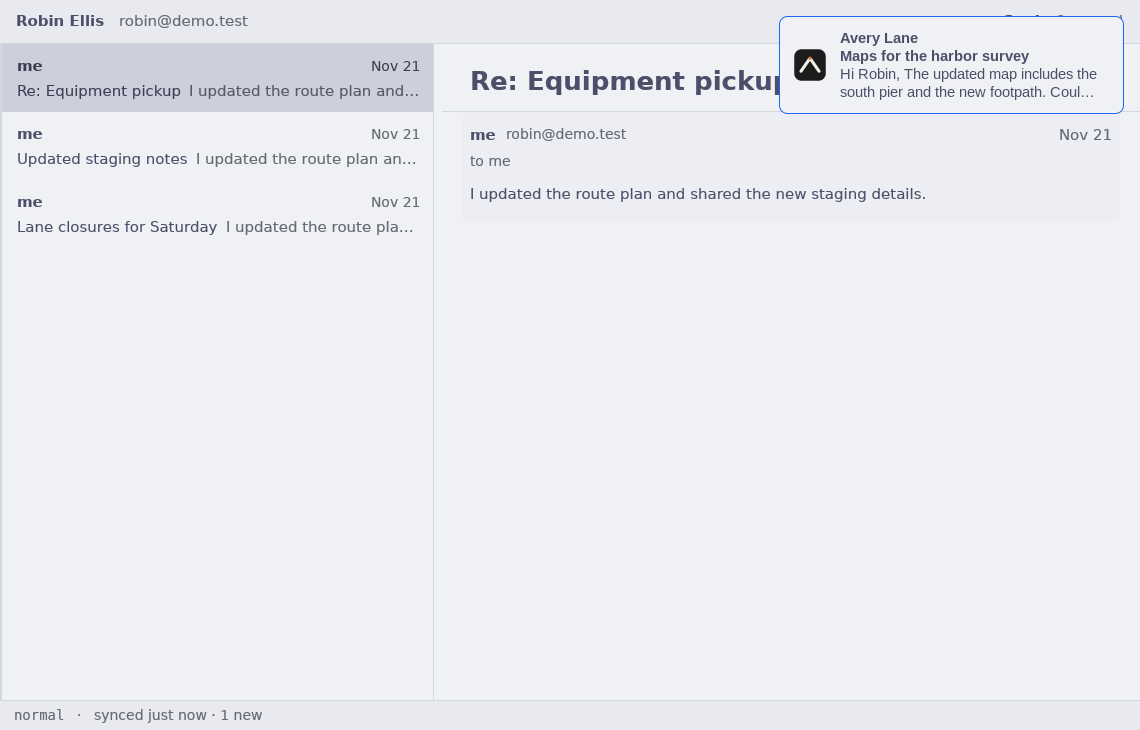 Robin Ellis robin@demo.test
me Nov 21
Re: Equipment pickup I updated the route plan and…
me Nov 21
Updated staging notes I updated the route plan an…
me Nov 21
Lane closures for Saturday I updated the route pla…
Re: Equipment pickup
me robin@demo.test Nov 21
to me
I updated the route plan and shared the new staging details.
Avery Lane
Maps for the harbor survey
Hi Robin, The updated map includes the
south pier and the new footpath. Coul…
normal · synced just now · 1 new